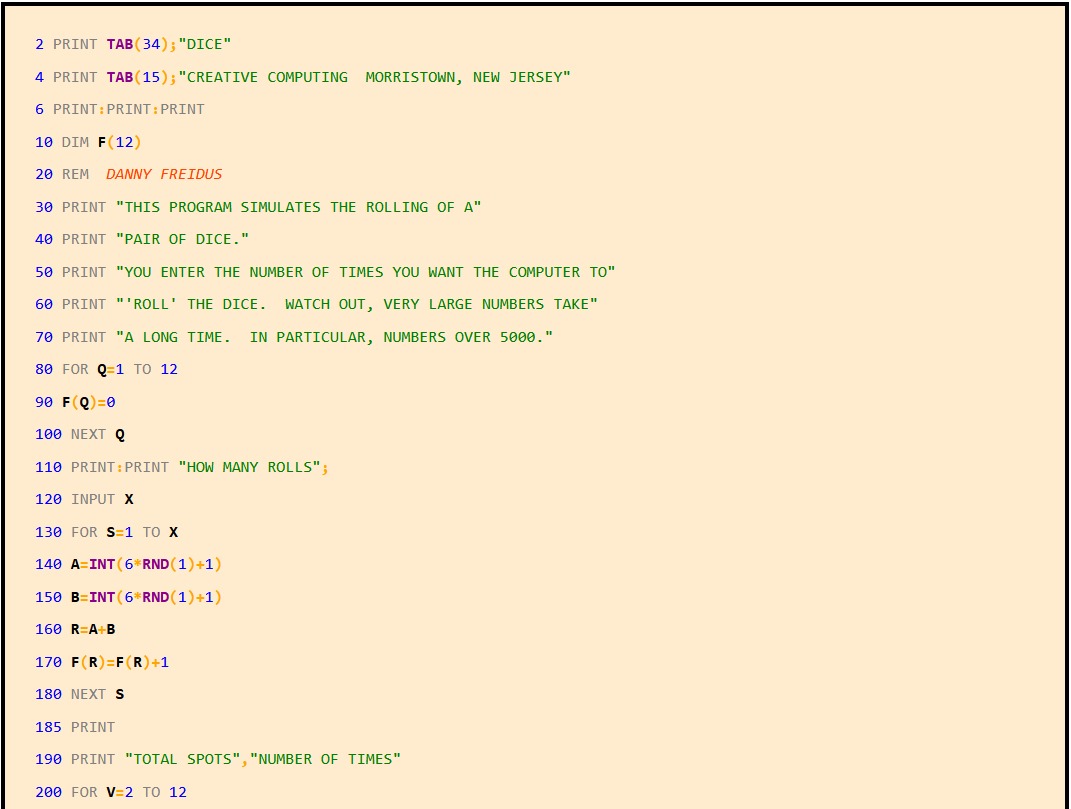 2 PRINT TAB(34);"DICE"
4 PRINT TAB(15);"CREATIVE COMPUTING  MORRISTOWN, NEW JERSEY"
6 PRINT:PRINT:PRINT
10 DIM F(12)
20 REM  DANNY FREIDUS
30 PRINT "THIS PROGRAM SIMULATES THE ROLLING OF A"
40 PRINT "PAIR OF DICE."
50 PRINT "YOU ENTER THE NUMBER OF TIMES YOU WANT THE COMPUTER TO"
60 PRINT "'ROLL' THE DICE.  WATCH OUT, VERY LARGE NUMBERS TAKE"
70 PRINT "A LONG TIME.  IN PARTICULAR, NUMBERS OVER 5000."
80 FOR Q=1 TO 12
90 F(Q)=0
100 NEXT Q
110 PRINT:PRINT "HOW MANY ROLLS";
120 INPUT X
130 FOR S=1 TO X
140 A=INT(6*RND(1)+1)
150 B=INT(6*RND(1)+1)
160 R=A+B
170 F(R)=F(R)+1
180 NEXT S
185 PRINT
190 PRINT "TOTAL SPOTS","NUMBER OF TIMES"
200 FOR V=2 TO 12